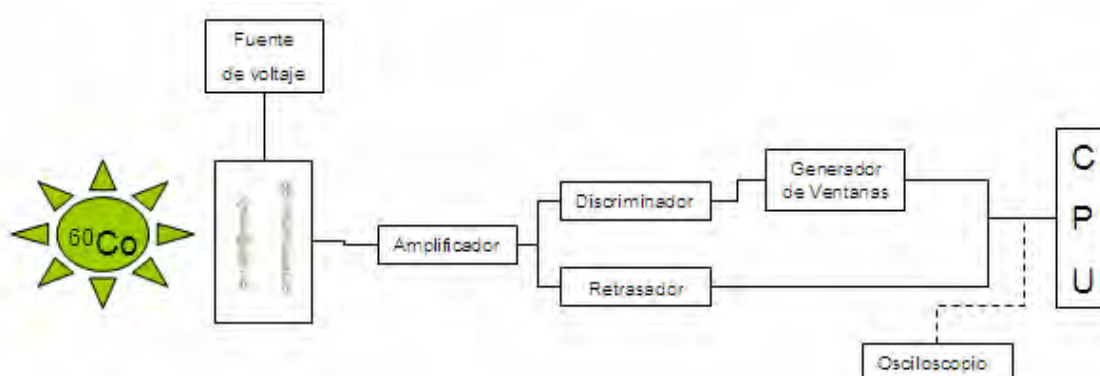 Fuente
de voltaje
60Co
Amplificador
Discriminador
Generador
de Ventanas
Retrasador
C
P
U
Osciloscopio